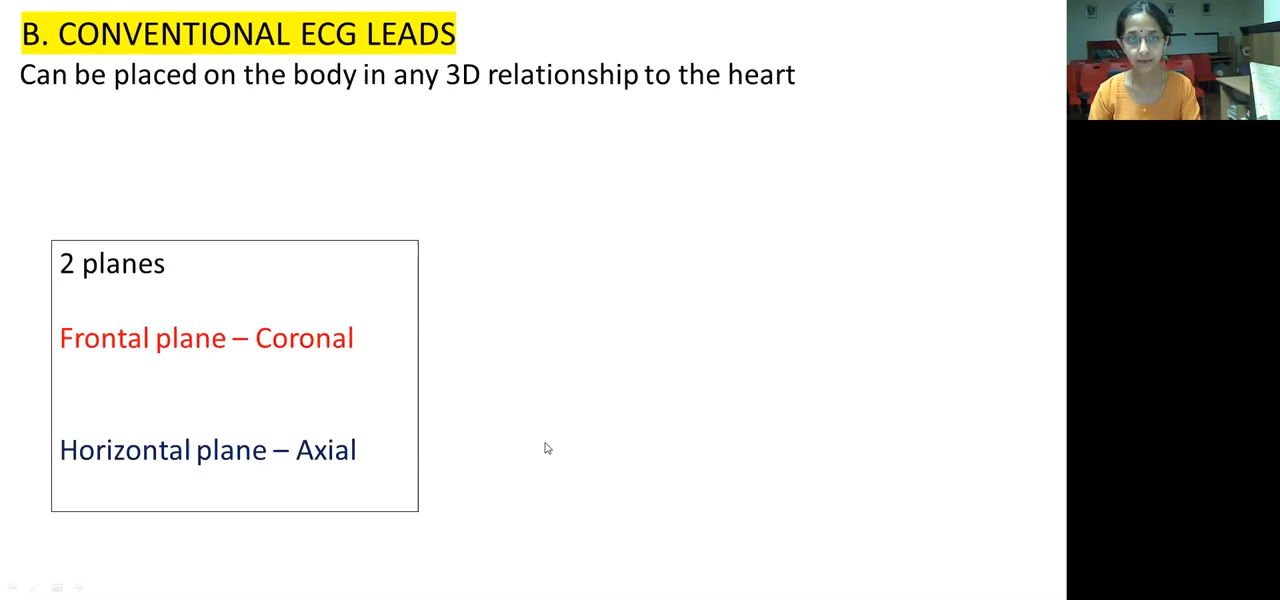 B. CONVENTIONAL ECG LEADS
Can be placed on the body in any 3D relationship to the heart
2 planes
Frontal plane – Coronal
Horizontal plane – Axial